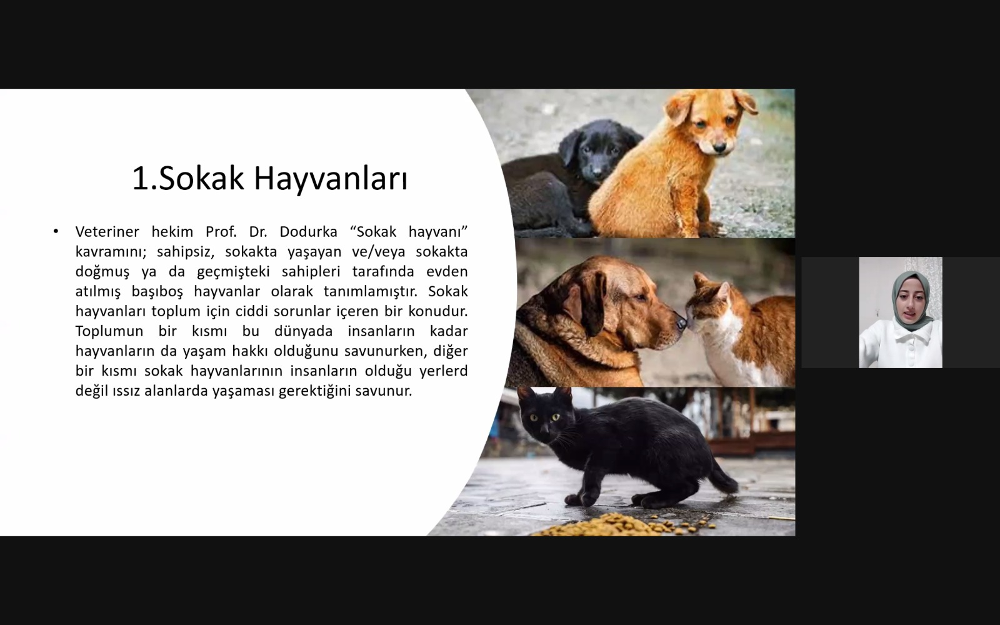 1.Sokak Hayvanları
• Veteriner hekim Prof. Dr. Dodurka “Sokak hayvanı”
kavramını; sahipsiz, sokakta yaşayan ve/veya sokakta
doğmuş ya da geçmişteki sahipleri tarafında evden
atılmış başıboş hayvanlar olarak tanımlamıştır. Sokak
hayvanları toplum için ciddi sorunlar içeren bir konudur.
Toplumun bir kısmı bu dünyada insanların kadar
hayvanların da yaşam hakkı olduğunu savunurken, diğer
bir kısmı sokak hayvanlarının insanların olduğu yerlerd
değil ıssız alanlarda yaşaması gerektiğini savunur.